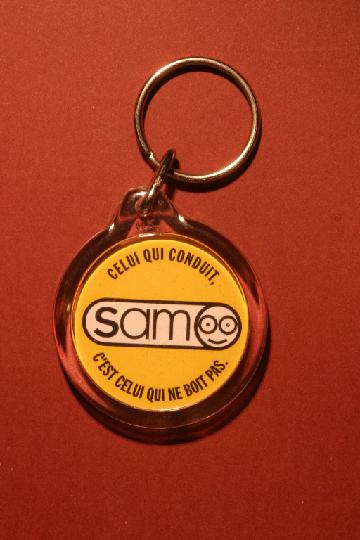 CELUI QUI CONDUIT,
sam
C'EST CELUI QUI NE BOIT PAS.